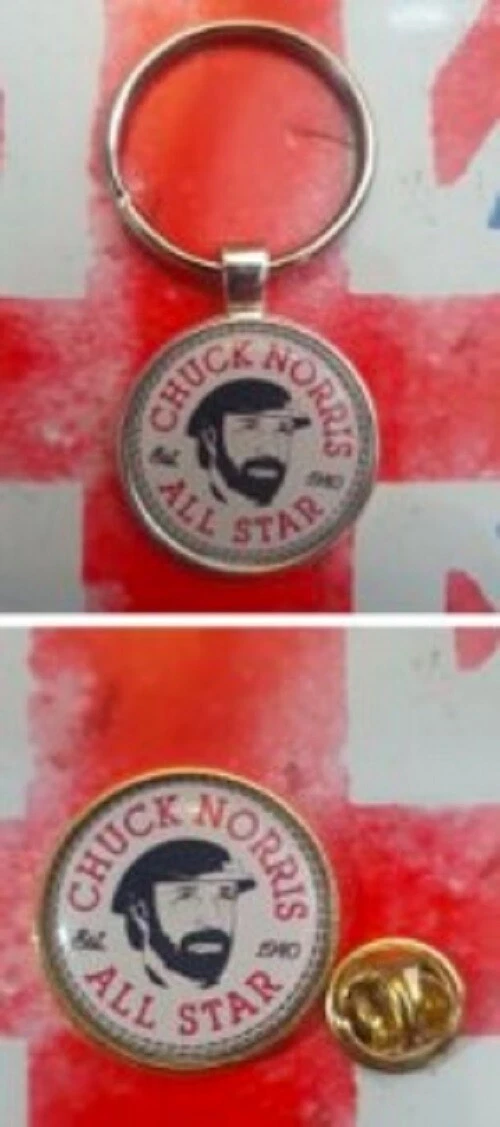 CHUCK NORRIS
Est. 1940
ALL STAR
CHUCK NORRIS
Est. 1940
ALL STAR